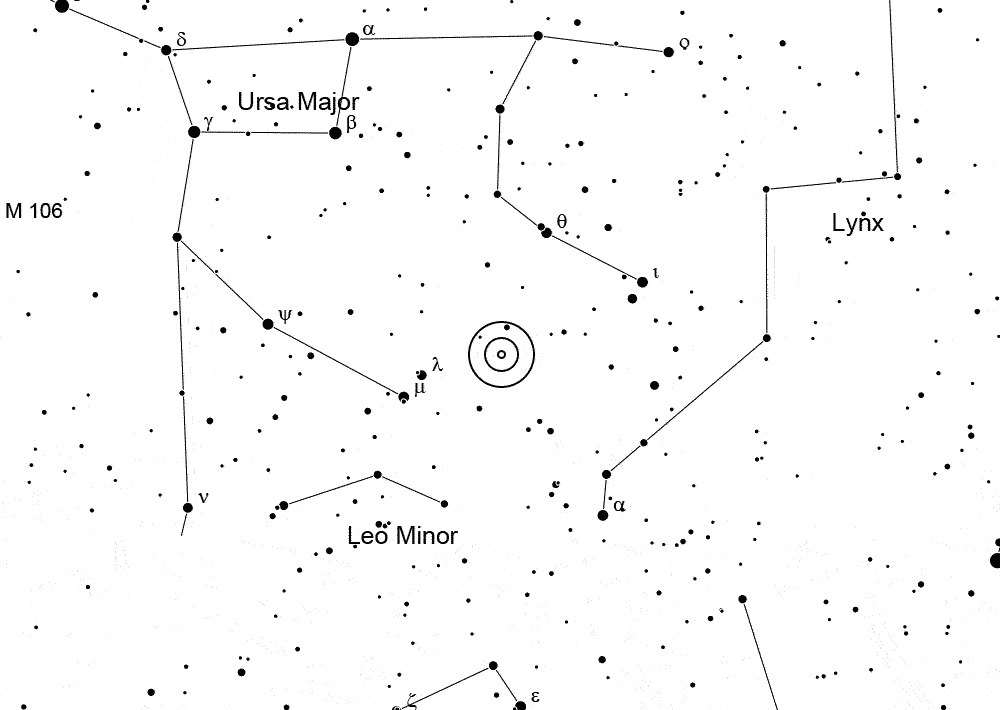 δ
α
ο
Ursa Major
γ
β
M 106
θ
Lynx
ι
ψ
λ
μ
ν
α
Leo Minor
ζ
ε